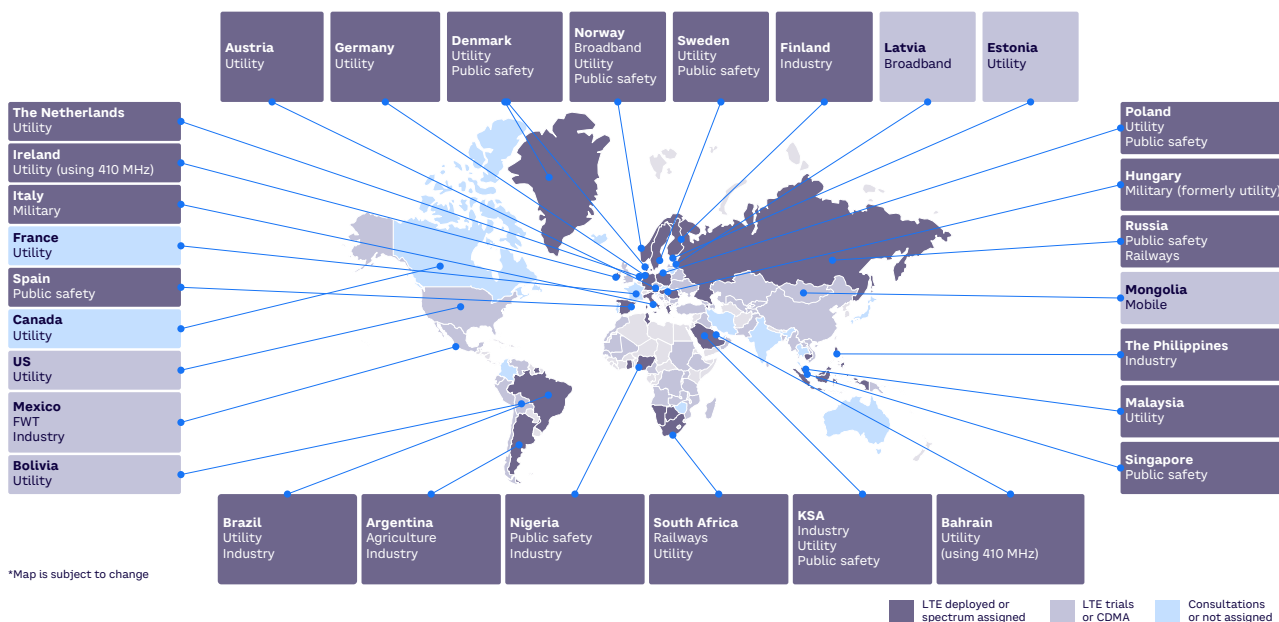 Austria
Utility
Germany
Utility
Denmark
Utility
Public safety
Norway
Broadband
Utility
Public safety
Sweden
Utility
Public safety
Finland
Industry
Latvia
Broadband
Estonia
Utility
The Netherlands
Utility
Ireland
Utility (using 410 MHz)
Italy
Military
France
Utility
Spain
Public safety
Canada
Utility
US
Utility
Mexico
FWT
Industry
Bolivia
Utility
Poland
Utility
Public safety
Hungary
Military (formerly utility)
Russia
Public safety
Railways
Mongolia
Mobile
The Philippines
Industry
Malaysia
Utility
Singapore
Public safety
Brazil
Utility
Industry
Argentina
Agriculture
Industry
Nigeria
Public safety
Industry
South Africa
Railways
Utility
KSA
Industry
Utility
Public safety
Bahrain
Utility
(using 410 MHz)
*Map is subject to change
LTE deployed or
spectrum assigned
LTE trials
or CDMA
Consultations
or not assigned